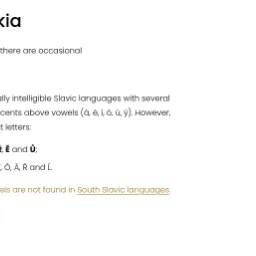 kia
there are occasional
lly intelligible Slavic languages with several
cents above vowels (á, é, í, ó, ú, ý). However,
t letters:
Ě and Ů;
Ô, Ä, Ŕ and Ĺ.
els are not found in South Slavic languages.